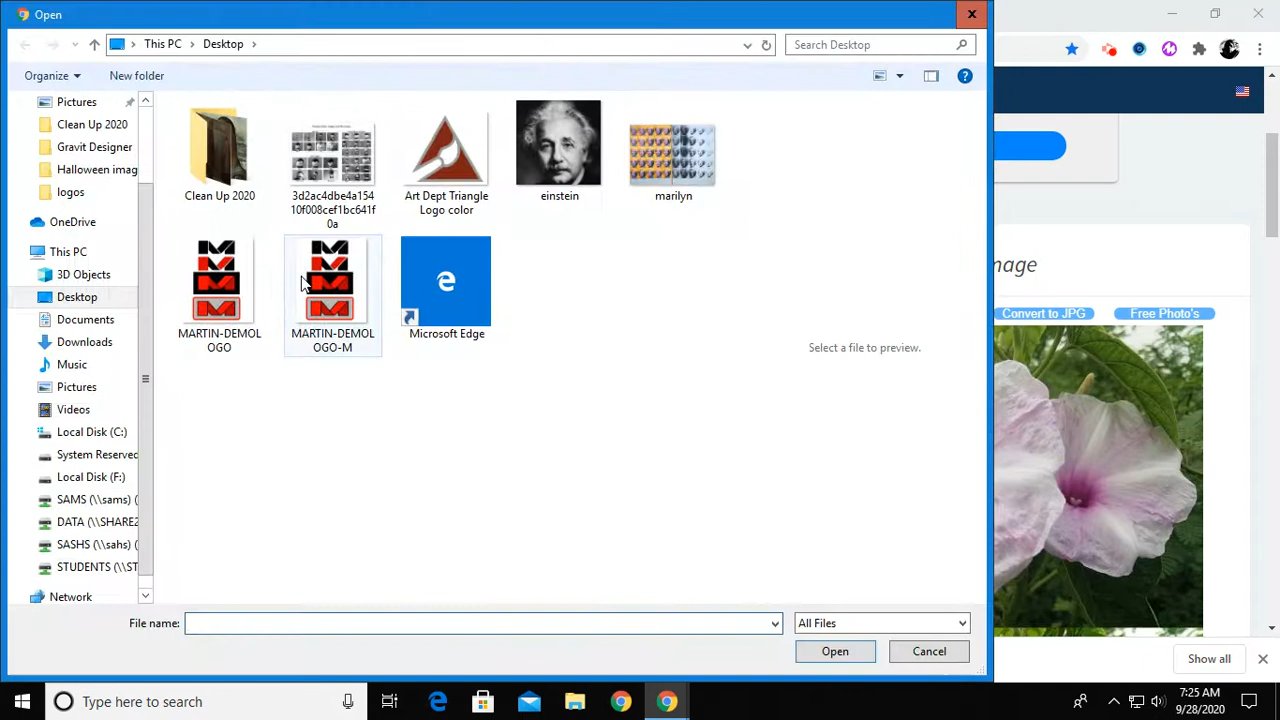 Open
This PC
Desktop
Search Desktop
Organize
New folder
Pictures
Clean Up 2020
Gravit Designer
Halloween imag
logos
OneDrive
This PC
3D Objects
Desktop
Documents
Downloads
Music
Pictures
Videos
Local Disk (C:)
System Reserved
Local Disk (F:)
SAMS (\\sams) (
DATA (\\SHARE2
SASHS (\\sahs) (
STUDENTS (\\ST
Network
Clean Up 2020
3d2ac4dbe4a154
10f008cef1bc641f
0a
Art Dept Triangle
Logo color
einstein
marilyn
MARTIN-DEMOL
OGO
MARTIN-DEMOL
OGO-M
Microsoft Edge
Select a file to preview.
File name:
All Files
Open
Cancel
mage
Convert to JPG
Free Photo's
Show all
Type here to search
7:25 AM
9/28/2020